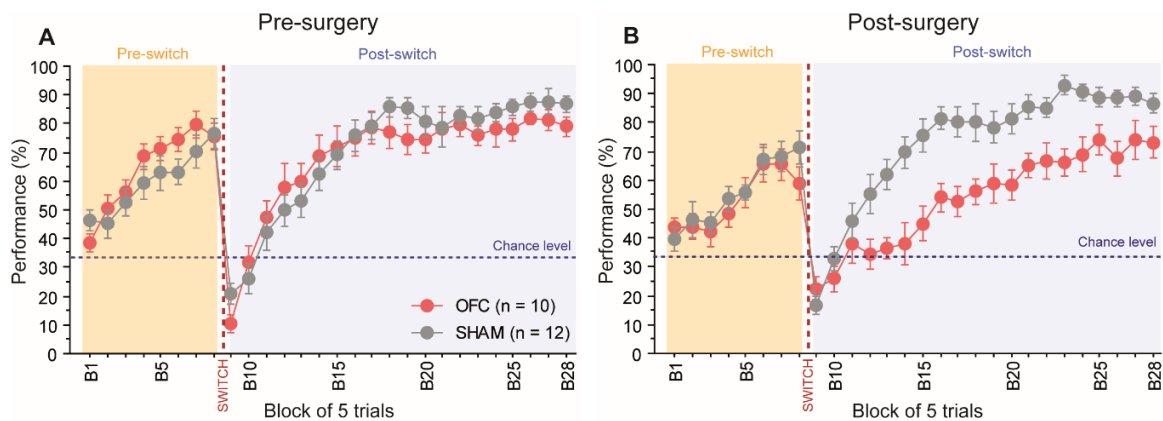 Pre-surgery
Post-surgery
A
Pre-switch
Post-switch
100
90
80
70
60
50
40
30
20
10
0
Performance (%)
Chance level
OFC (n = 10)
SHAM (n = 12)
B1
B5
SWITCH
B10
B15
B20
B25
B28
Block of 5 trials
B
Pre-switch
Post-switch
100
90
80
70
60
50
40
30
20
10
0
Performance (%)
Chance level
B1
B5
SWITCH
B10
B15
B20
B25
B28
Block of 5 trials